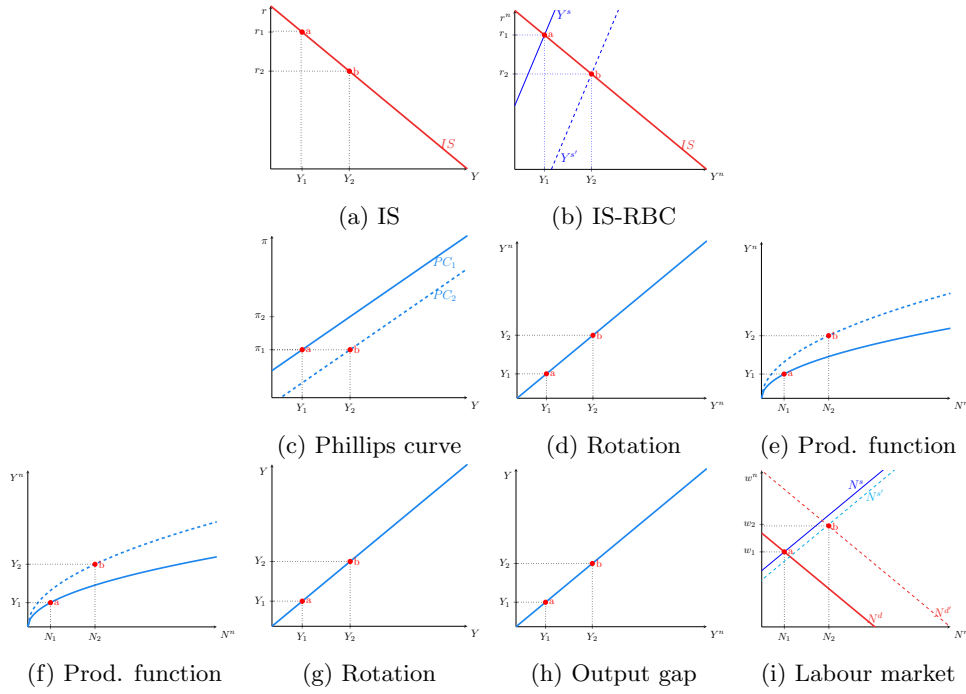 r
r₁
r₂
a
b
IS
Y₁
Y₂
Y
(a) IS
rⁿ
r₁
r₂
Yˢ
a
b
Yˢ′
IS
Y₁
Y₂
Yⁿ
(b) IS-RBC
π
π₂
π₁
PC₁
PC₂
a
b
Y₁
Y₂
Y
(c) Phillips curve
Yⁿ
Y₂
Y₁
a
b
Y₁
Y₂
Yⁿ
(d) Rotation
Yⁿ
Y₂
Y₁
a
b
N₁
N₂
Nⁿ
(e) Prod. function
Yⁿ
Y₂
Y₁
a
b
N₁
N₂
Nⁿ
(f) Prod. function
Y
Y₂
Y₁
a
b
Y₁
Y₂
Y
(g) Rotation
Y
Y₂
Y₁
a
b
Y₁
Y₂
Yⁿ
(h) Output gap
wⁿ
w₂
w₁
Nˢ
Nˢ′
a
b
Nᵈ
Nᵈ′
N₁
N₂
(i) Labour market